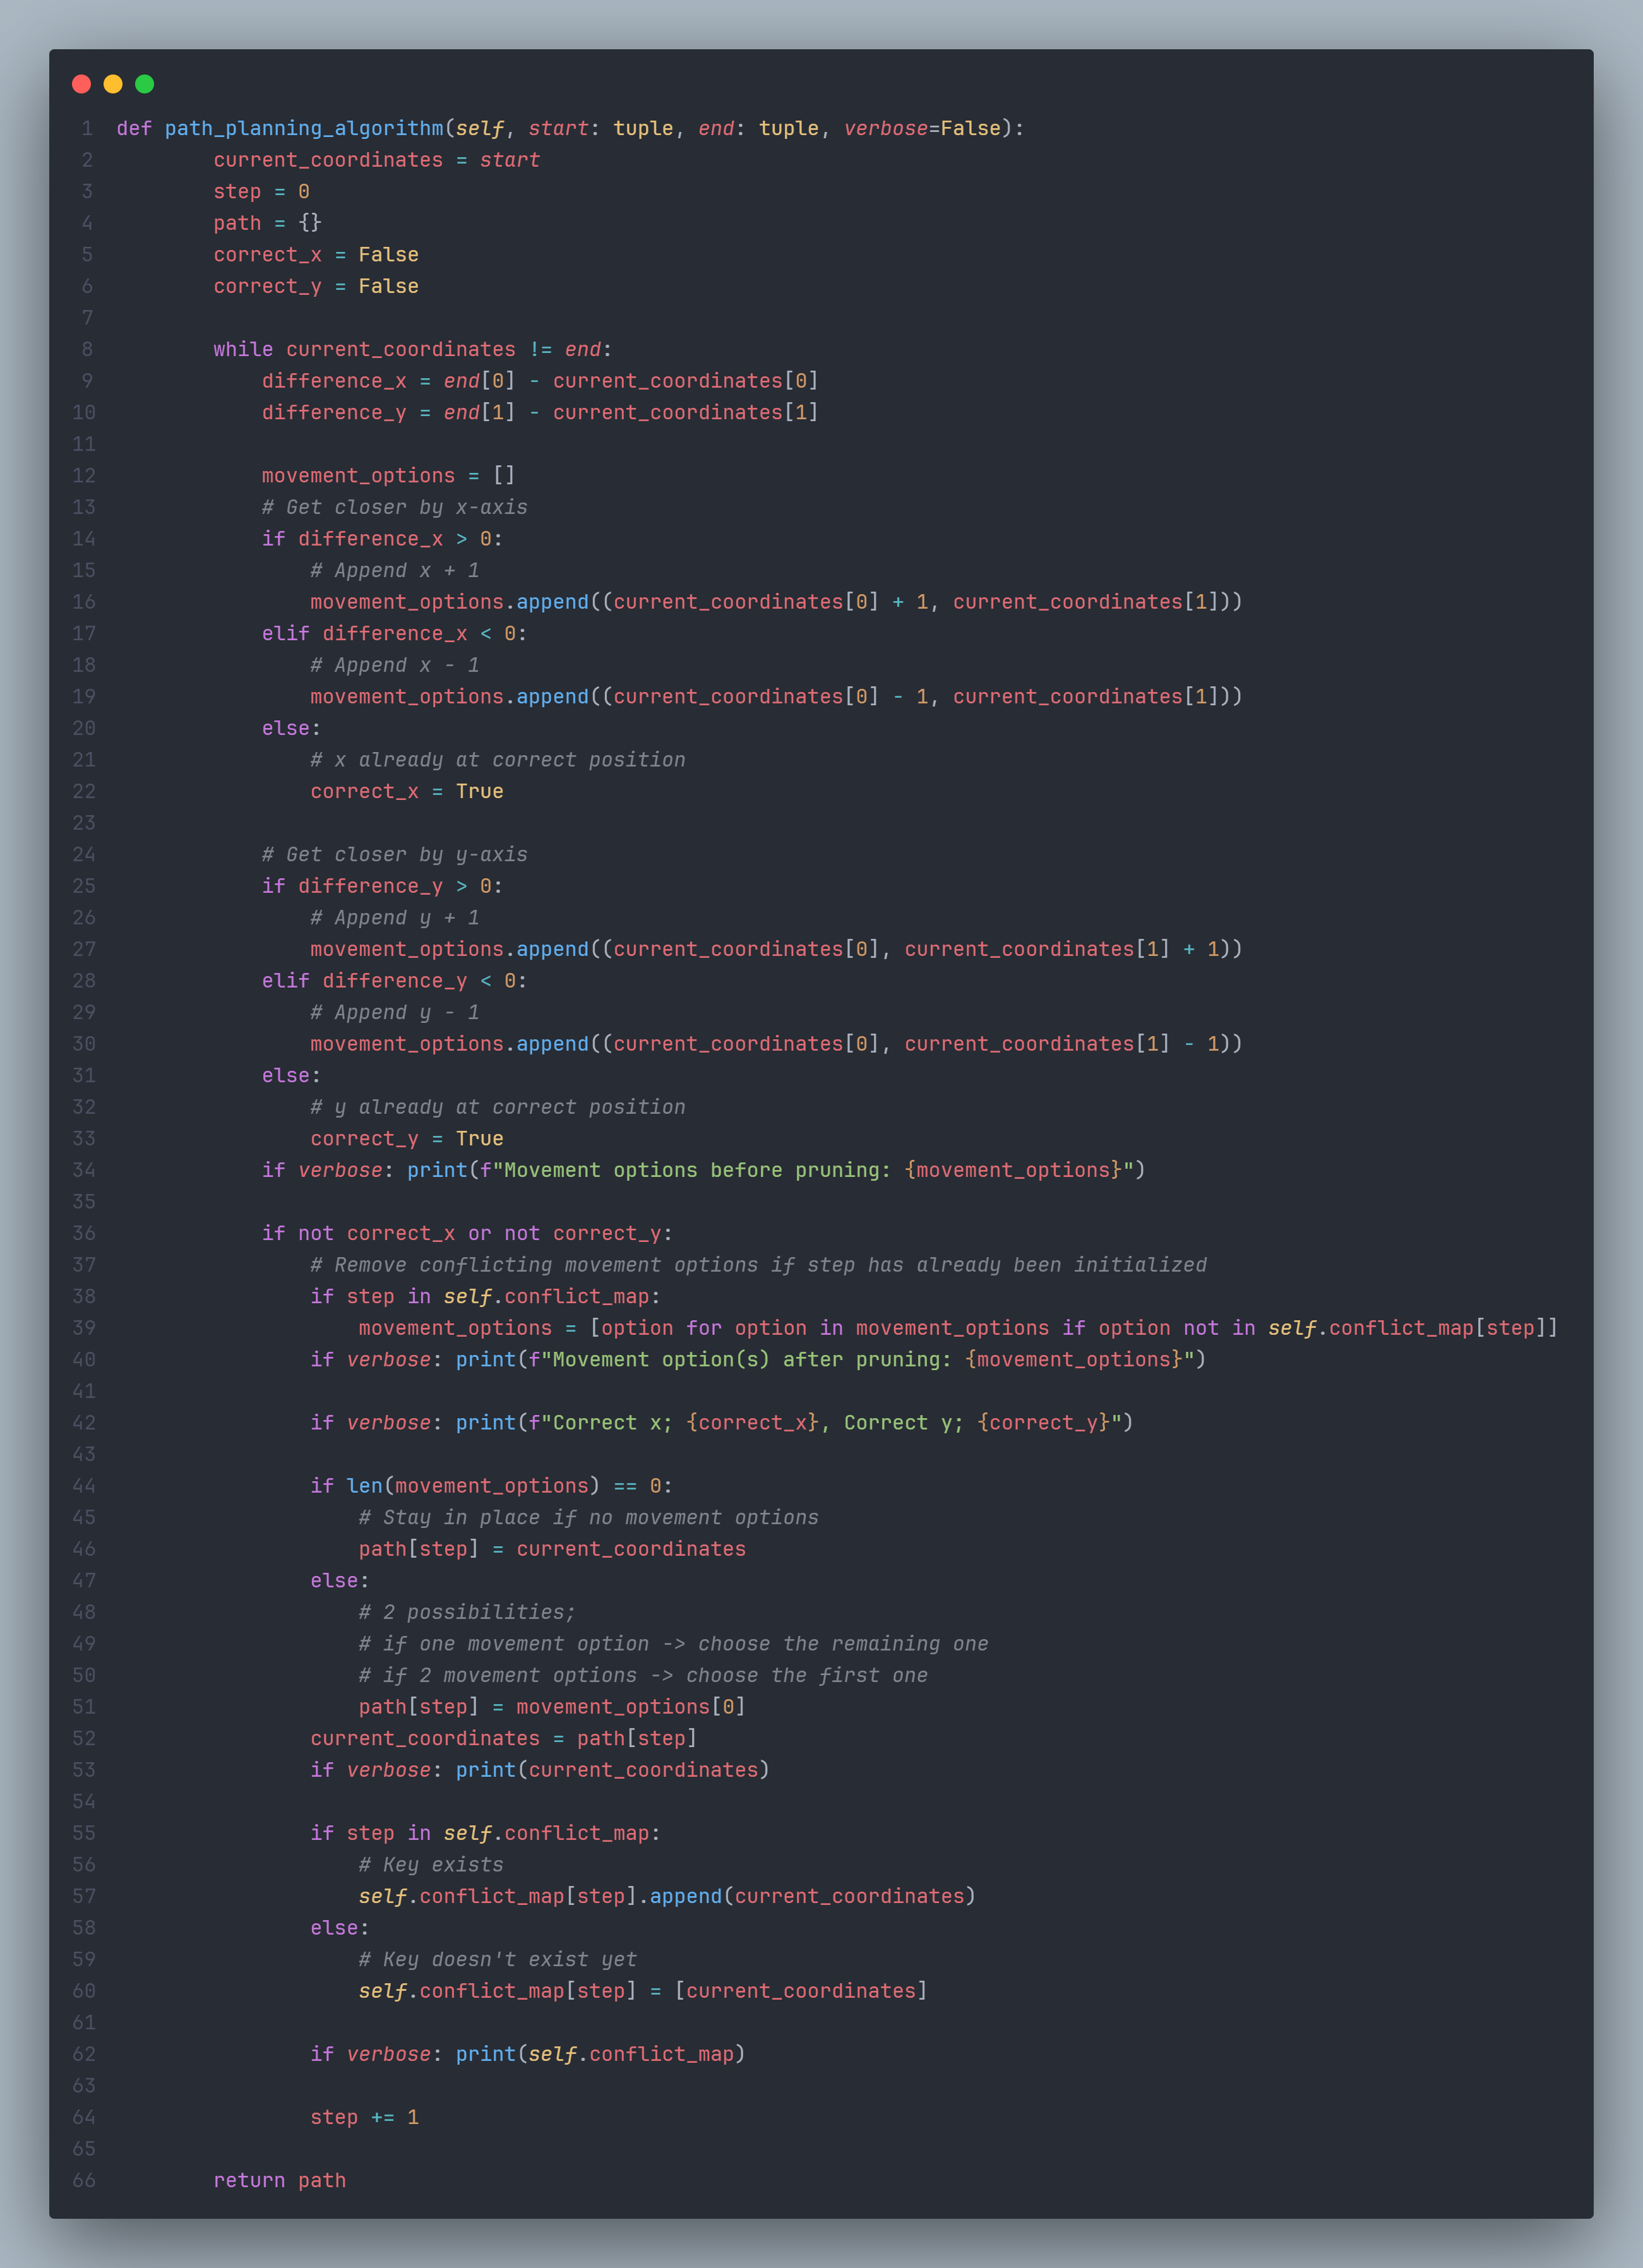 1 def path_planning_algorithm(self, start: tuple, end: tuple, verbose=False):
2         current_coordinates = start
3         step = 0
4         path = {}
5         correct_x = False
6         correct_y = False
7
8         while current_coordinates != end:
9             difference_x = end[0] - current_coordinates[0]
10             difference_y = end[1] - current_coordinates[1]
11
12             movement_options = []
13             # Get closer by x-axis
14             if difference_x > 0:
15                 # Append x + 1
16                 movement_options.append((current_coordinates[0] + 1, current_coordinates[1]))
17             elif difference_x < 0:
18                 # Append x - 1
19                 movement_options.append((current_coordinates[0] - 1, current_coordinates[1]))
20             else:
21                 # x already at correct position
22                 correct_x = True
23
24             # Get closer by y-axis
25             if difference_y > 0:
26                 # Append y + 1
27                 movement_options.append((current_coordinates[0], current_coordinates[1] + 1))
28             elif difference_y < 0:
29                 # Append y - 1
30                 movement_options.append((current_coordinates[0], current_coordinates[1] - 1))
31             else:
32                 # y already at correct position
33                 correct_y = True
34             if verbose: print(f"Movement options before pruning: {movement_options}")
35
36             if not correct_x or not correct_y:
37                 # Remove conflicting movement options if step has already been initialized
38                 if step in self.conflict_map:
39                     movement_options = [option for option in movement_options if option not in self.conflict_map[step]]
40                 if verbose: print(f"Movement option(s) after pruning: {movement_options}")
41
42                 if verbose: print(f"Correct x; {correct_x}, Correct y; {correct_y}")
43
44                 if len(movement_options) == 0:
45                     # Stay in place if no movement options
46                     path[step] = current_coordinates
47                 else:
48                     # 2 possibilities;
49                     # if one movement option -> choose the remaining one
50                     # if 2 movement options -> choose the first one
51                     path[step] = movement_options[0]
52                 current_coordinates = path[step]
53                 if verbose: print(current_coordinates)
54
55                 if step in self.conflict_map:
56                     # Key exists
57                     self.conflict_map[step].append(current_coordinates)
58                 else:
59                     # Key doesn't exist yet
60                     self.conflict_map[step] = [current_coordinates]
61
62                 if verbose: print(self.conflict_map)
63
64                 step += 1
65
66         return path